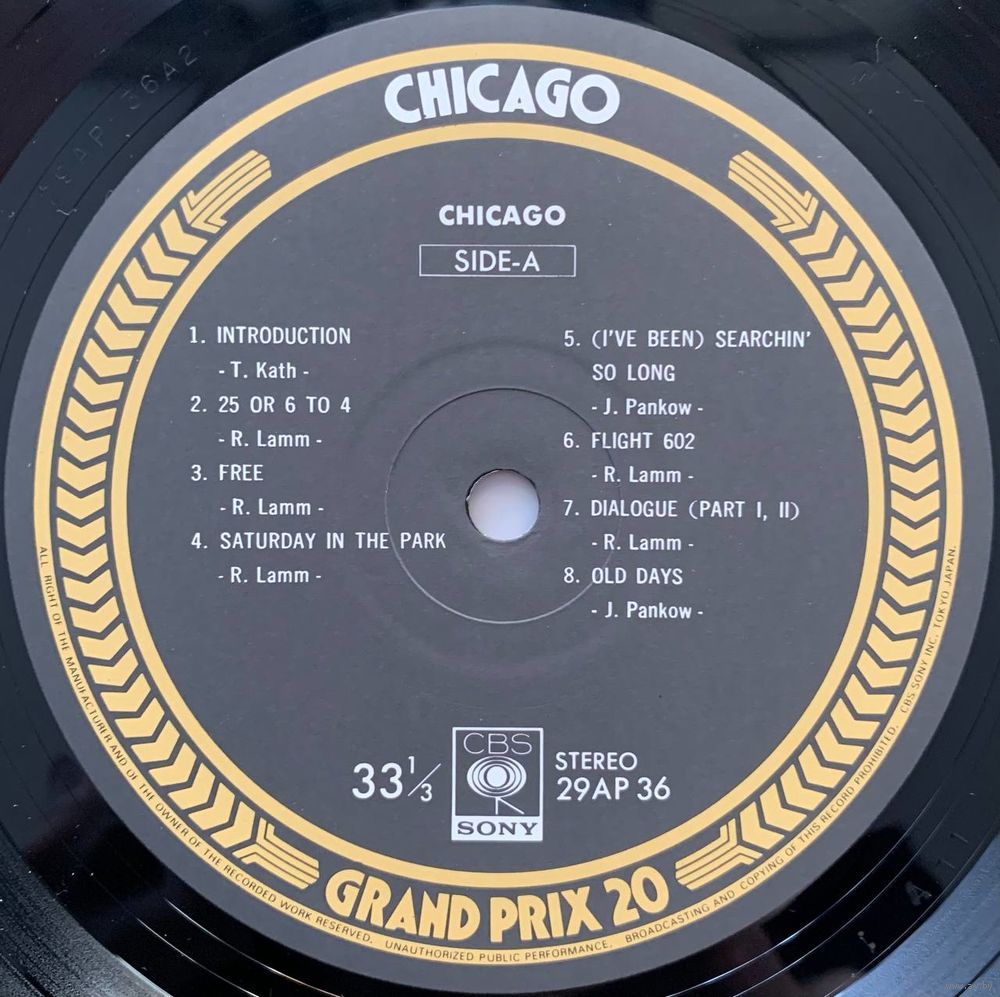 CHICAGO
CHICAGO
SIDE-A
1. INTRODUCTION
- T. Kath -
2. 25 OR 6 TO 4
- R. Lamm -
3. FREE
- R. Lamm -
4. SATURDAY IN THE PARK
- R. Lamm -
5. (I'VE BEEN) SEARCHIN'
SO LONG
- J. Pankow -
6. FLIGHT 602
- R. Lamm -
7. DIALOGUE (PART I, II)
- R. Lamm -
8. OLD DAYS
- J. Pankow -
33 1/3
CBS
SONY
STEREO
29AP 36
GRAND PRIX 20
ALL RIGHT OF THE MANUFACTURER AND OF THE OWNER OF THE RECORDED WORK RESERVED. UNAUTHORIZED PUBLIC PERFORMANCE, BROADCASTING AND COPYING OF THIS RECORD PROHIBITED. CBS SONY INC. TOKYO JAPAN.
www.ay.by